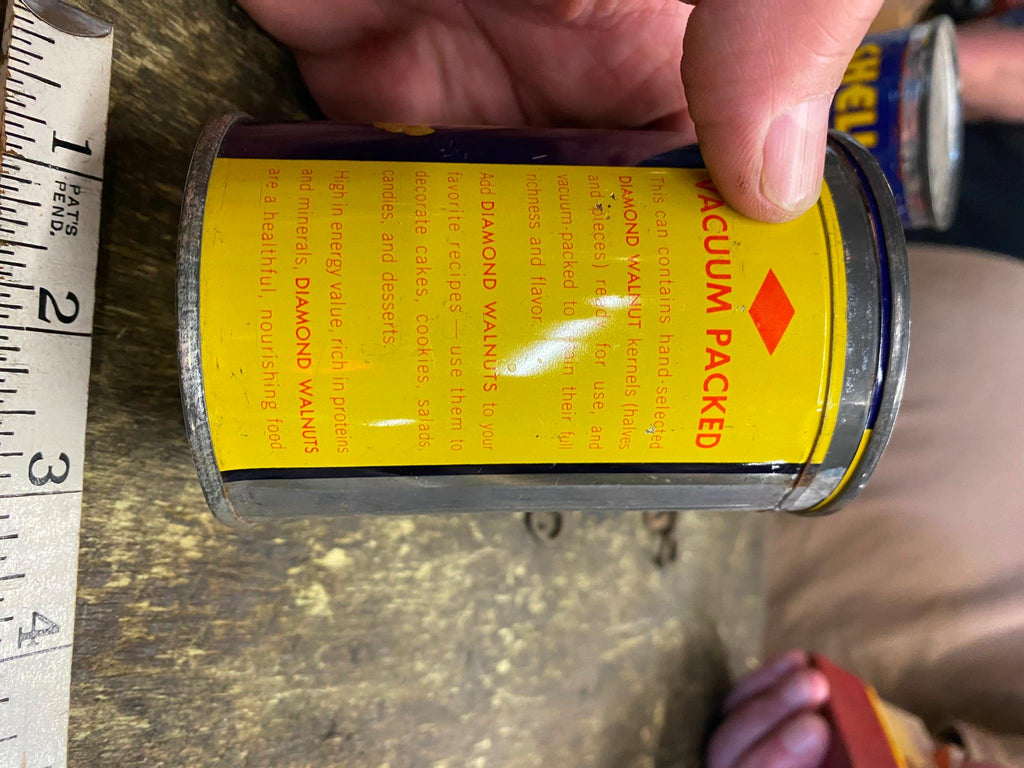 VACUUM PACKED
This can contains hand-selected
DIAMOND WALNUT kernels (halves
and pieces) for use, and
vacuum-packed to their full
richness and flavor.
Add DIAMOND WALNUTS to your
favorite recipes — use them to
decorate cakes, cookies, salads,
candies, and desserts.
High in energy value, rich in proteins
and minerals, DIAMOND WALNUTS
are a healthful, nourishing food.
1
PAT'S
PEND.
2
3
4
SHELL